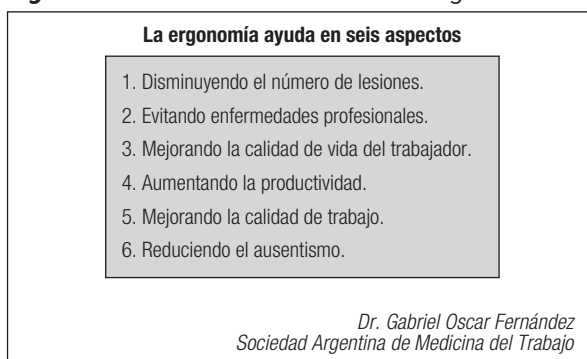 La ergonomía ayuda en seis aspectos
1. Disminuyendo el número de lesiones.
2. Evitando enfermedades profesionales.
3. Mejorando la calidad de vida del trabajador.
4. Aumentando la productividad.
5. Mejorando la calidad de trabajo.
6. Reduciendo el ausentismo.
Dr. Gabriel Oscar Fernández
Sociedad Argentina de Medicina del Trabajo